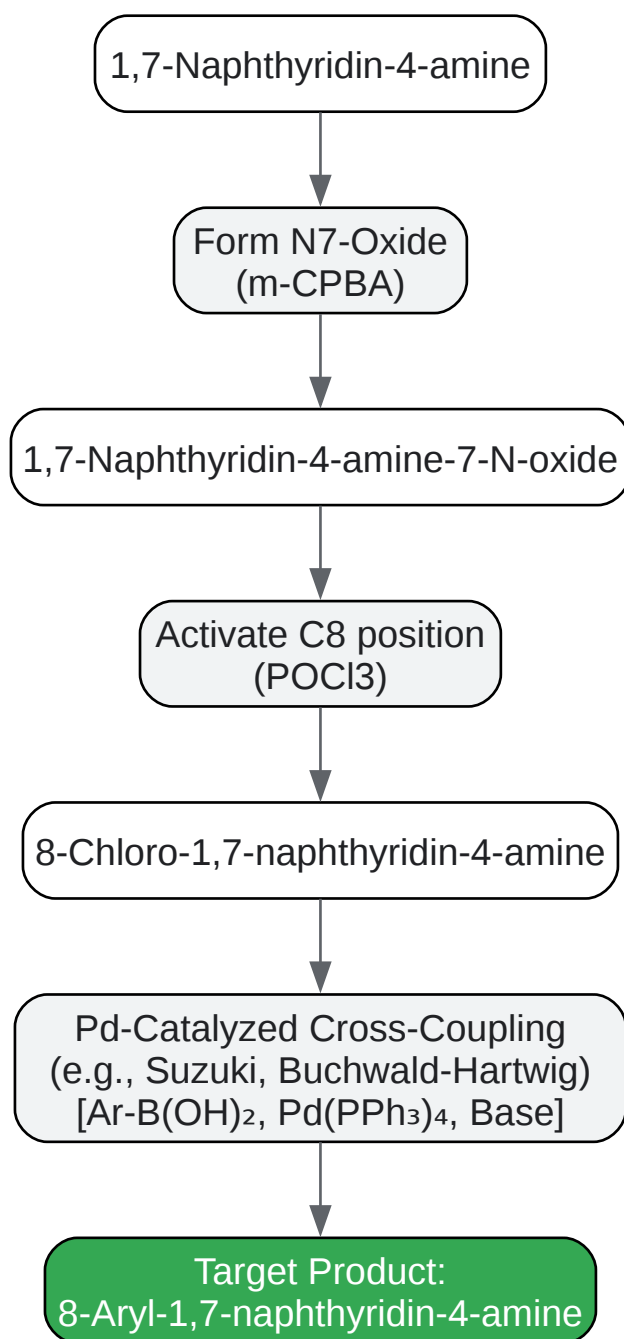 1,7-Naphthyridin-4-amine
Form N7-Oxide
(m-CPBA)
1,7-Naphthyridin-4-amine-7-N-oxide
Activate C8 position
(POCl3)
8-Chloro-1,7-naphthyridin-4-amine
Pd-Catalyzed Cross-Coupling
(e.g., Suzuki, Buchwald-Hartwig)
[Ar-B(OH)₂, Pd(PPh₃)₄, Base]
Target Product:
8-Aryl-1,7-naphthyridin-4-amine